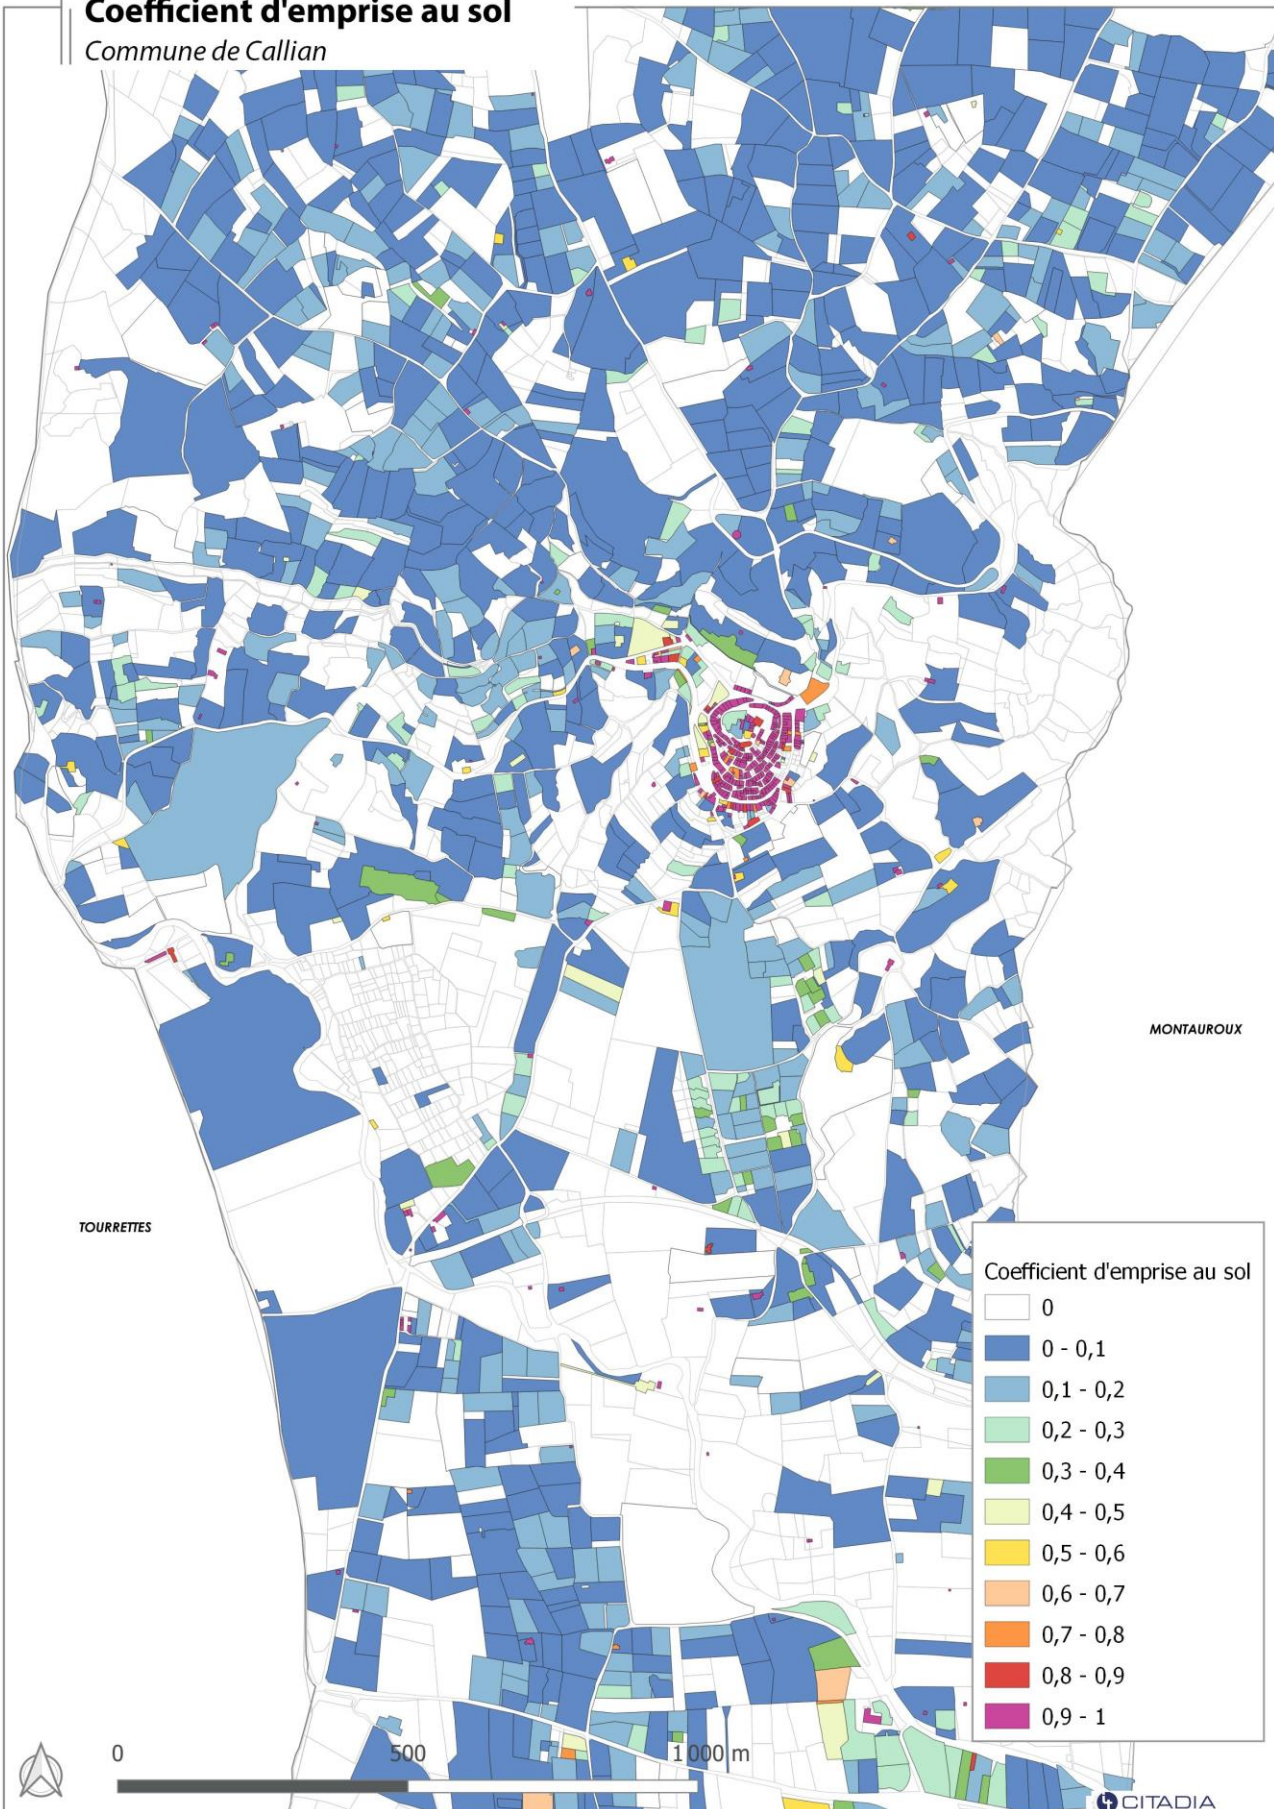 Coefficient d'emprise au sol
Commune de Callian
MONTAUROUX
TOURRETTES
Coefficient d'emprise au sol
0
0 - 0,1
0,1 - 0,2
0,2 - 0,3
0,3 - 0,4
0,4 - 0,5
0,5 - 0,6
0,6 - 0,7
0,7 - 0,8
0,8 - 0,9
0,9 - 1
0 500 1 000 m
CITADIA